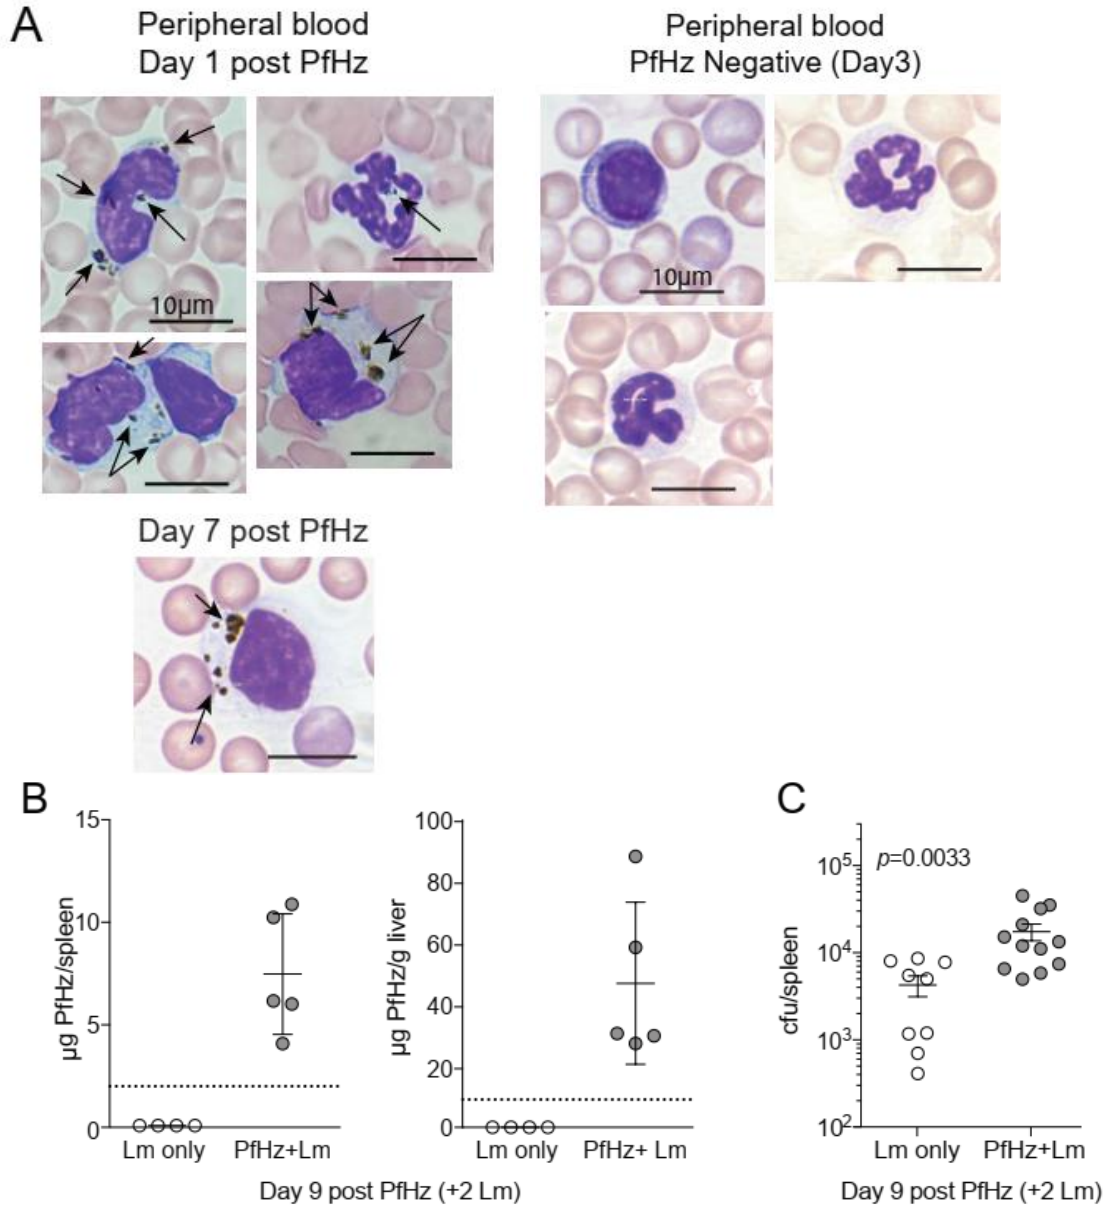 A
Peripheral blood
Day 1 post PfHz
10µm
Peripheral blood
PfHz Negative (Day3)
10µm
Day 7 post PfHz
B
µg PfHz/spleen
15
10
5
0
Lm only
PfHz+Lm
µg PfHz/g liver
100
80
60
40
20
0
Lm only
PfHz+ Lm
Day 9 post PfHz (+2 Lm)
C
cfu/spleen
p=0.0033
10⁵
10⁴
10³
10²
Lm only
PfHz+Lm
Day 9 post PfHz (+2 Lm)